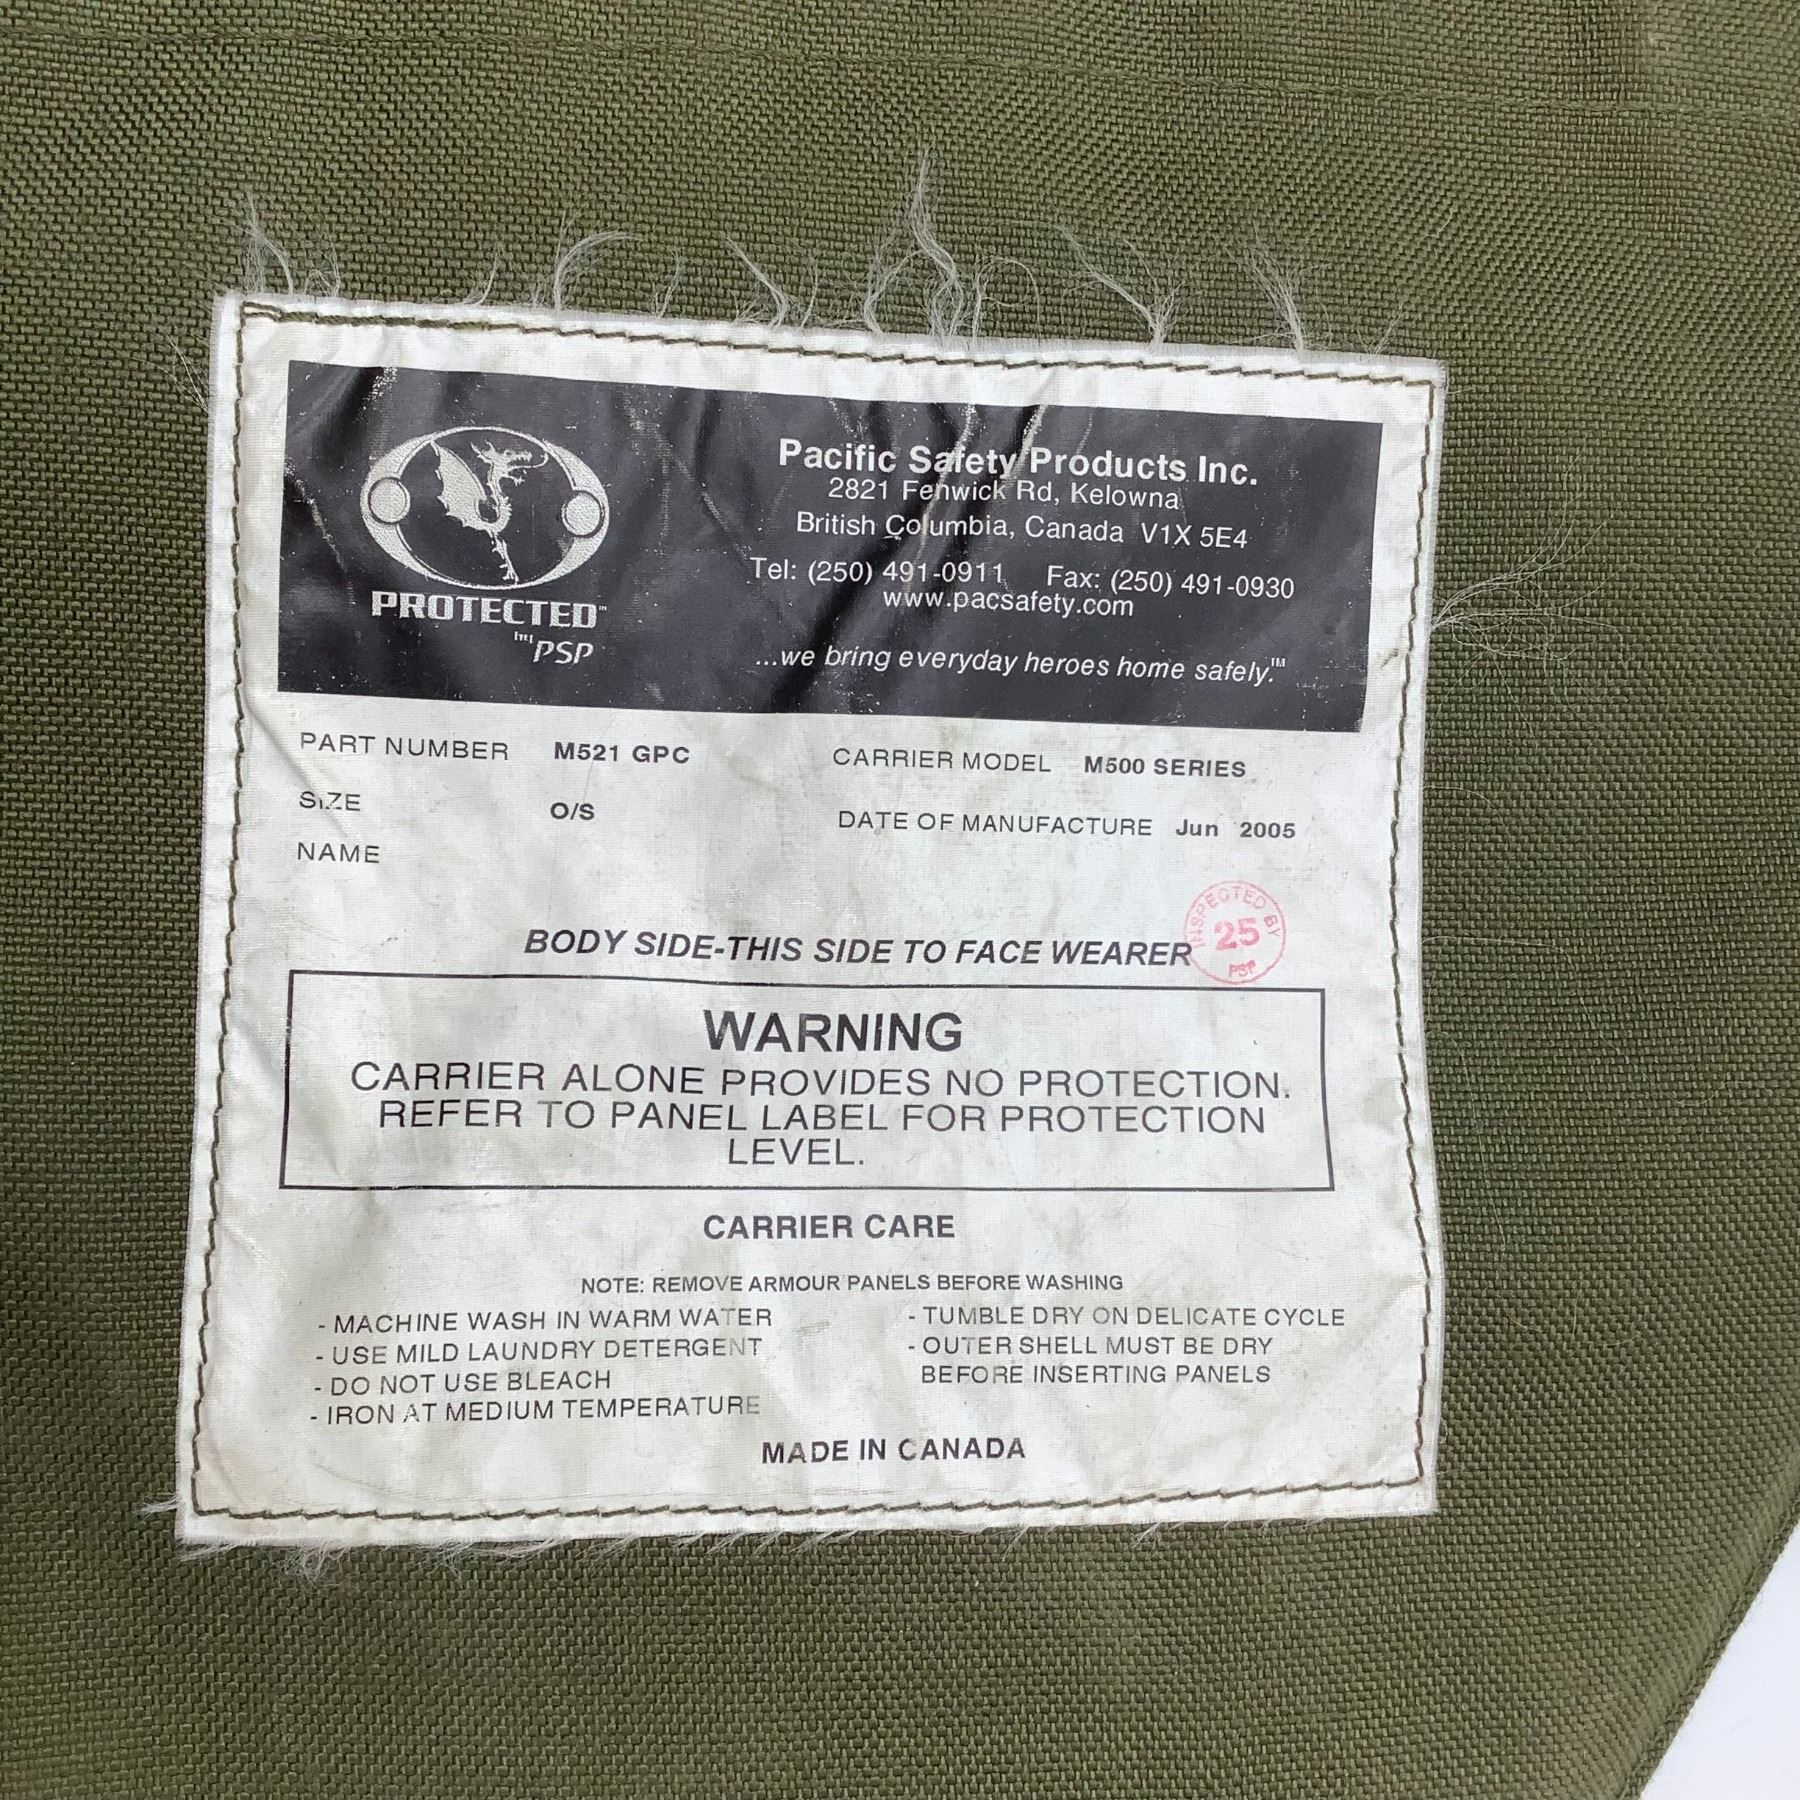 PROTECTED™
PSP
Pacific Safety Products Inc.
2821 Fenwick Rd, Kelowna
British Columbia, Canada V1X 5E4
Tel: (250) 491-0911 Fax: (250) 491-0930
www.pacsafety.com
...we bring everyday heroes home safely.™
PART NUMBER M521 GPC CARRIER MODEL M500 SERIES
SIZE O/S DATE OF MANUFACTURE Jun 2005
NAME
INSPECTED BY
25
PSP
BODY SIDE-THIS SIDE TO FACE WEARER
WARNING
CARRIER ALONE PROVIDES NO PROTECTION.
REFER TO PANEL LABEL FOR PROTECTION
LEVEL.
CARRIER CARE
NOTE: REMOVE ARMOUR PANELS BEFORE WASHING
- MACHINE WASH IN WARM WATER
- USE MILD LAUNDRY DETERGENT
- DO NOT USE BLEACH
- IRON AT MEDIUM TEMPERATURE
- TUMBLE DRY ON DELICATE CYCLE
- OUTER SHELL MUST BE DRY
BEFORE INSERTING PANELS
MADE IN CANADA